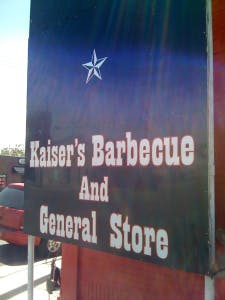 Kaiser's Barbecue
And
General Store